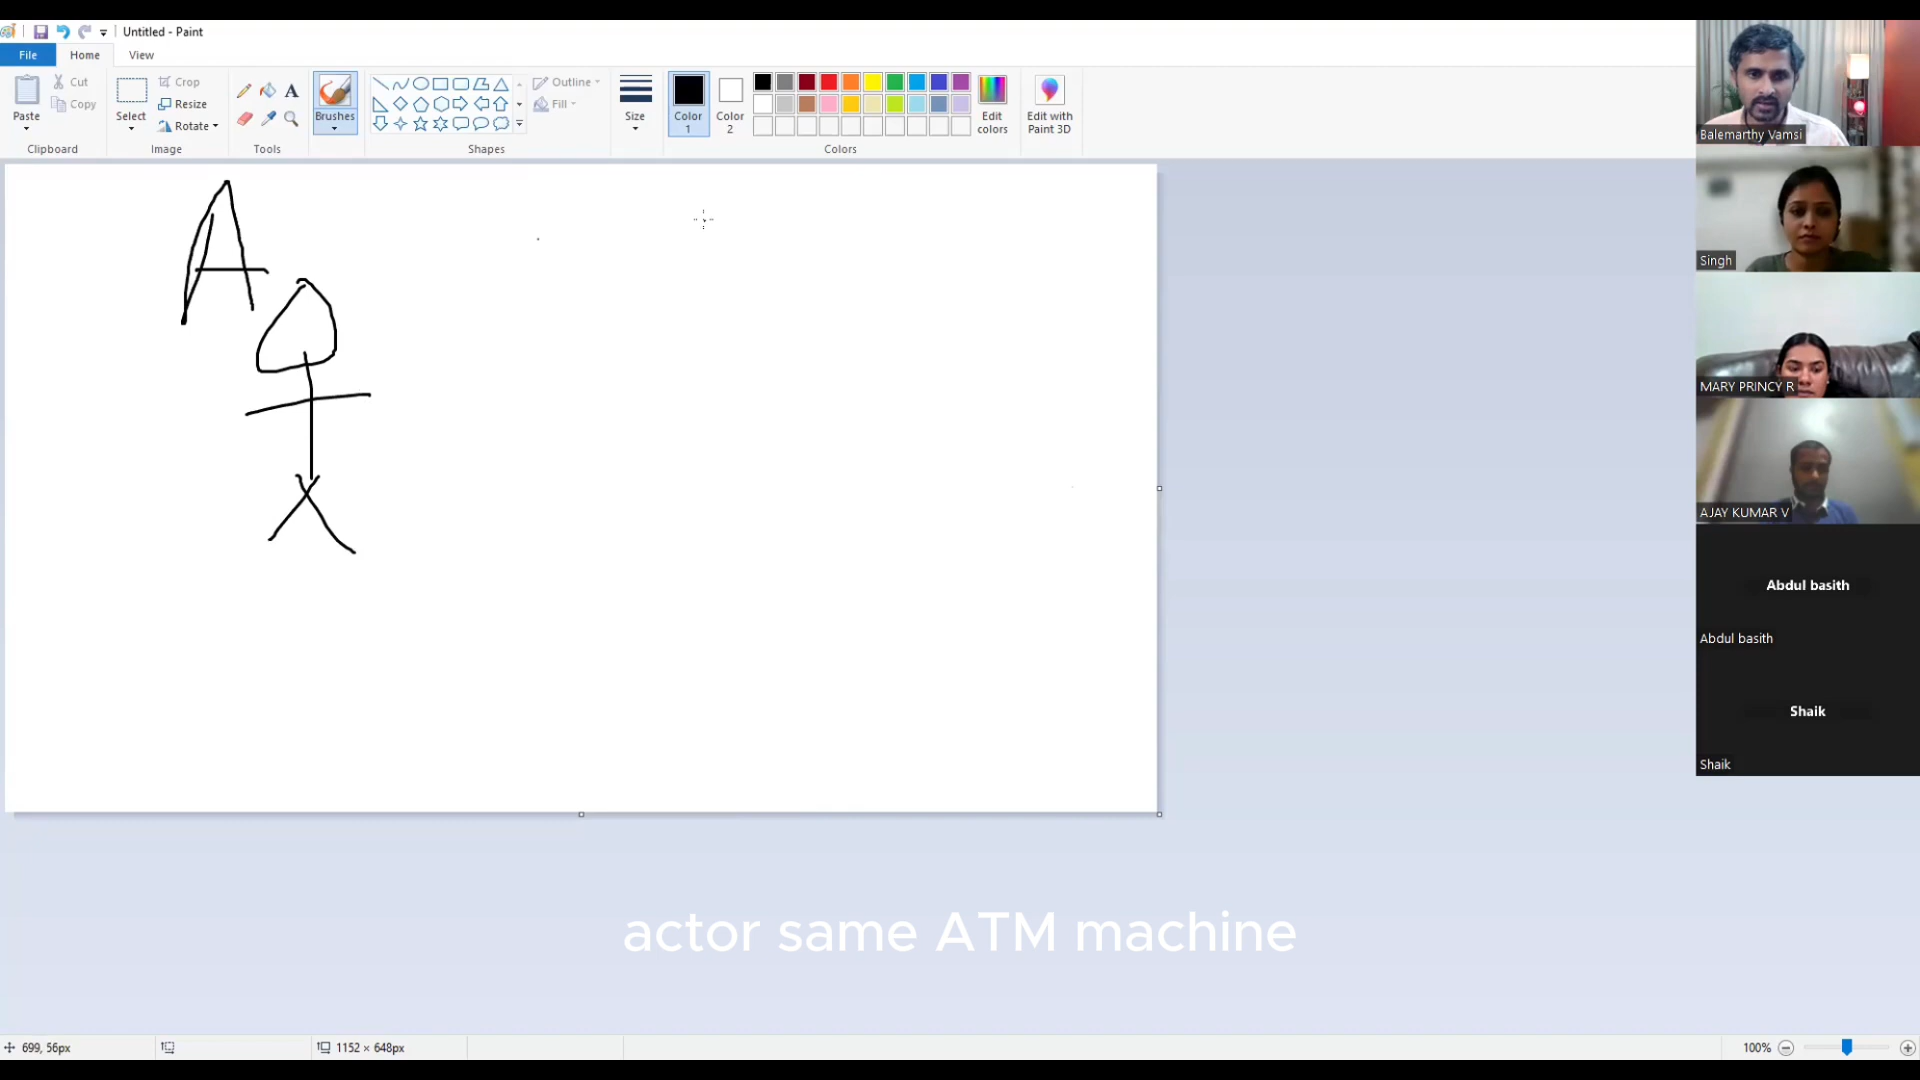 Untitled - Paint
File Home View
Paste
Cut
Copy
Clipboard
Select
Crop
Resize
Rotate
Image
Tools
Brushes
Shapes
Outline
Fill
Size
Color 1
Color 2
Edit colors
Colors
Edit with Paint 3D
A
Balemarthy Vamsi
Singh
MARY PRINCY R
AJAY KUMAR V
Abdul basith
Abdul basith
Shaik
Shaik
actor same ATM machine
699, 56px
1152 × 648px
100%